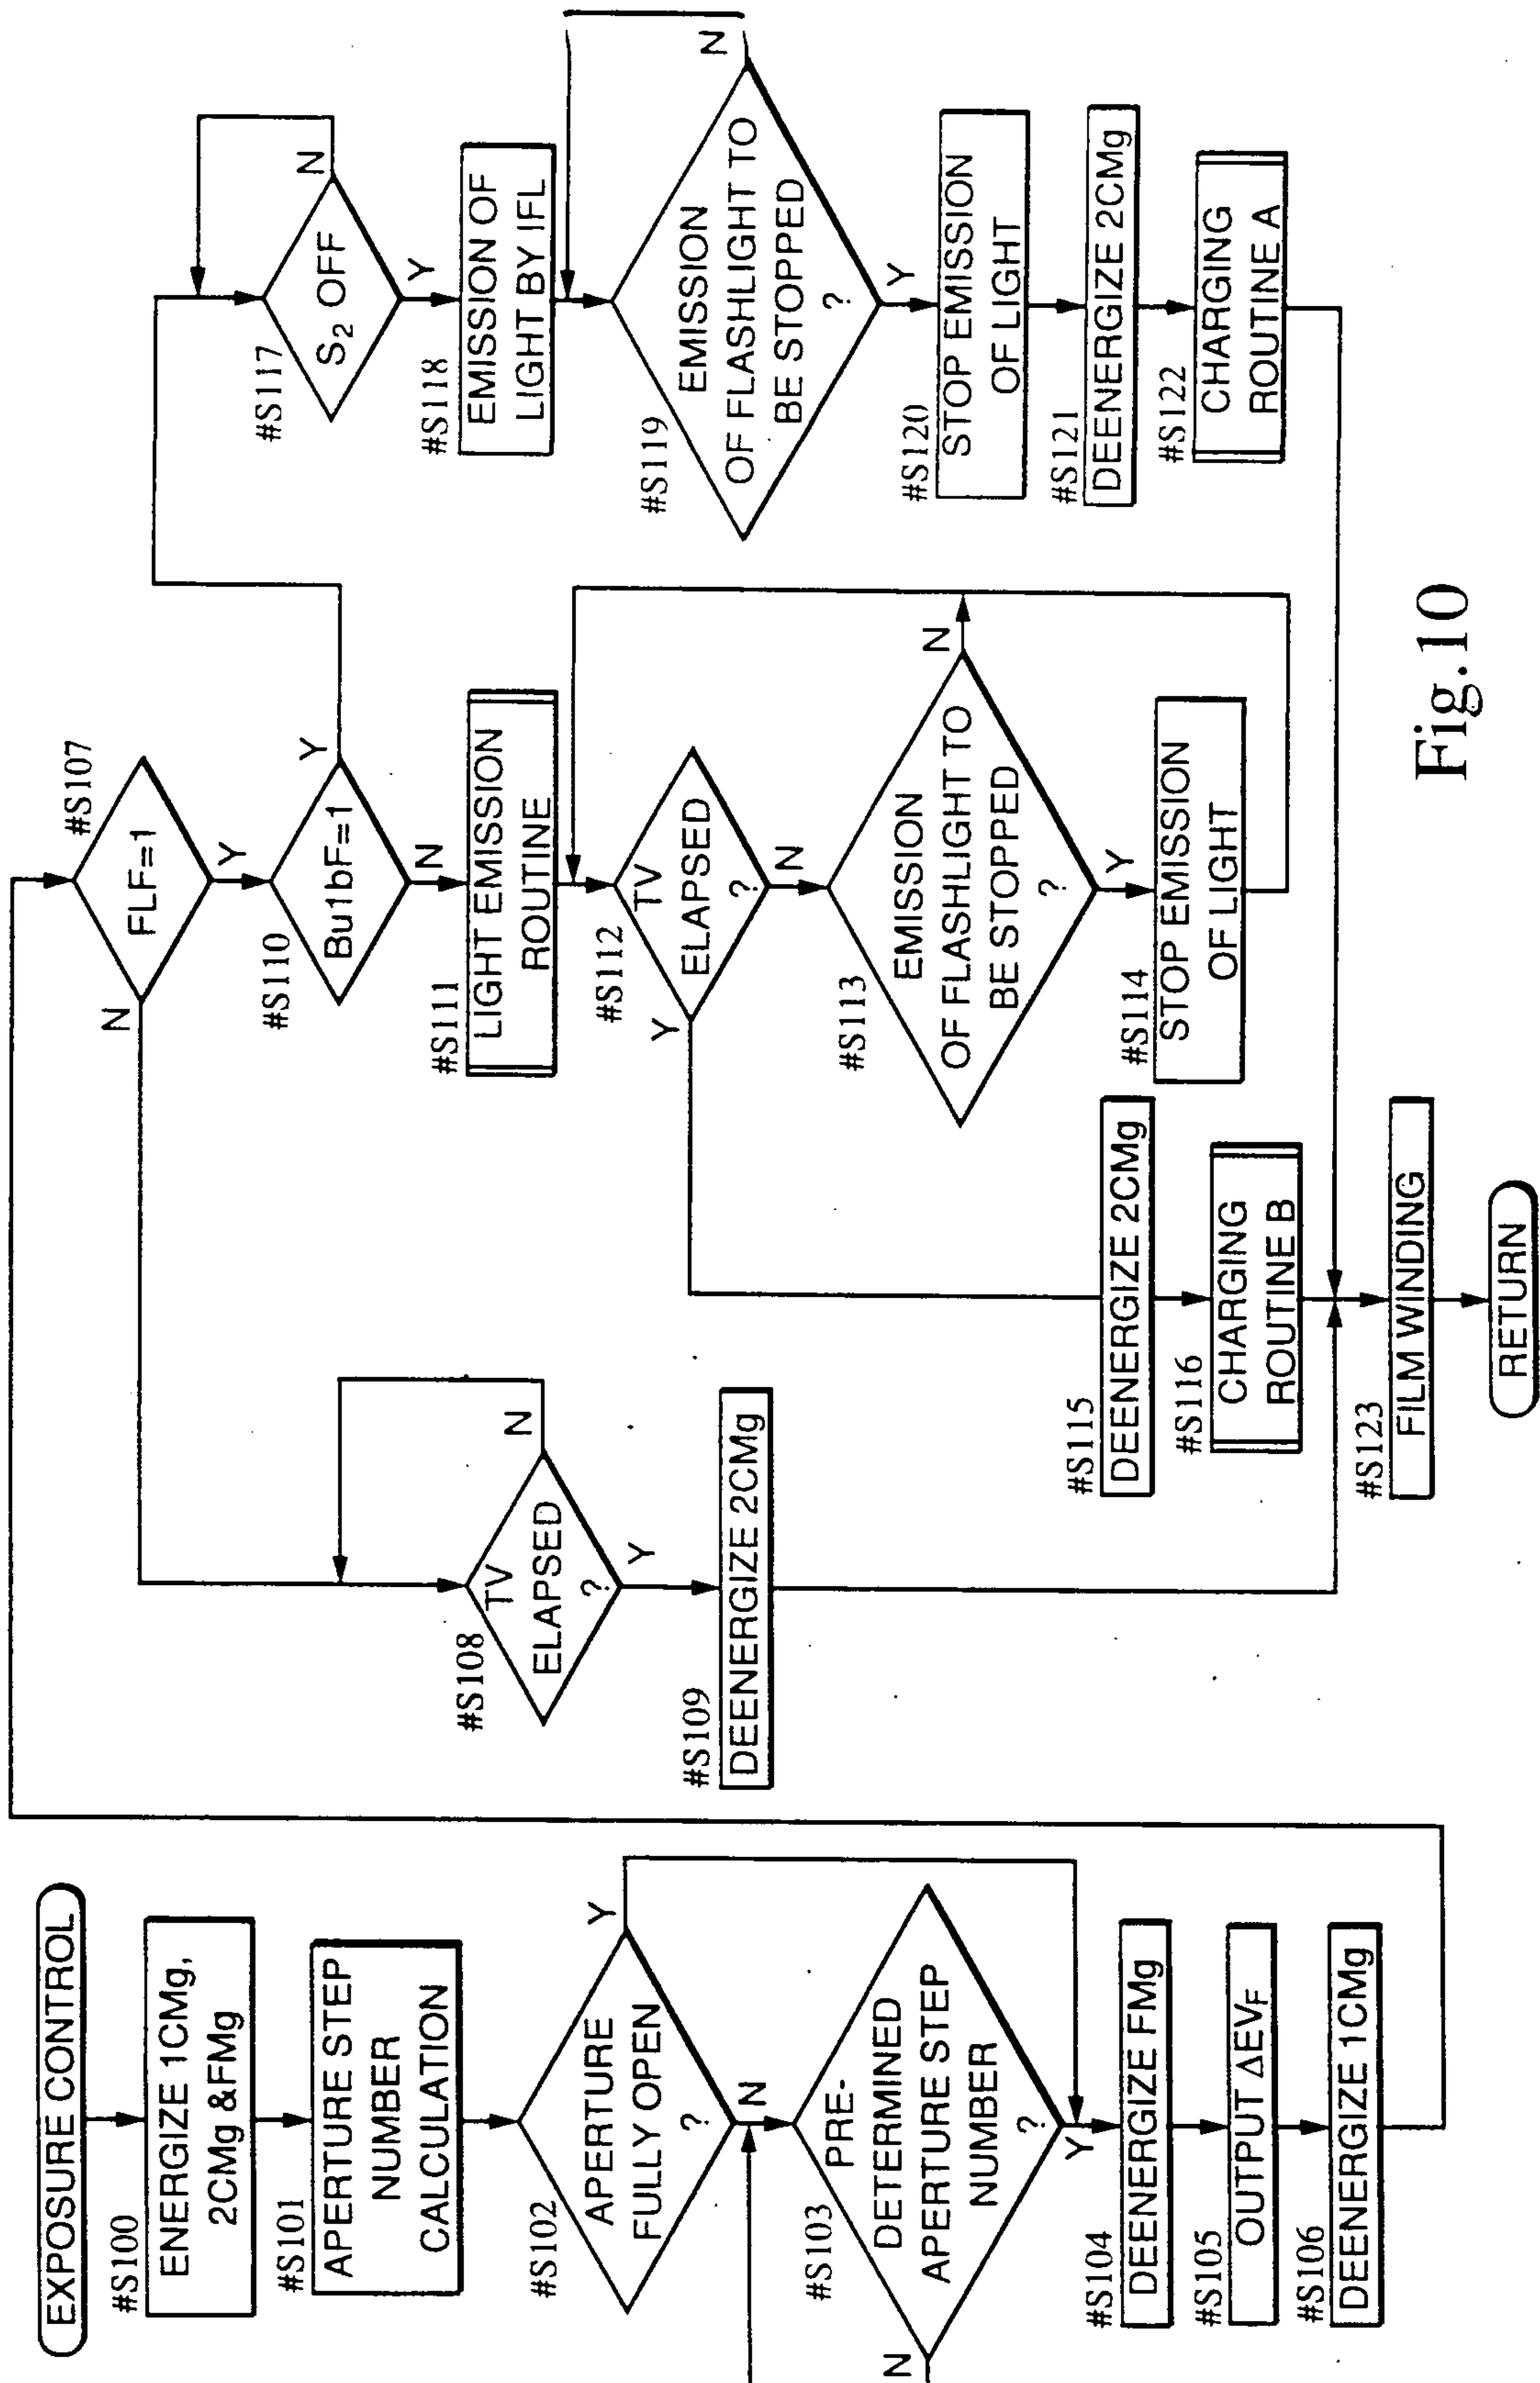 EXPOSURE CONTROL
#S100
ENERGIZE 1CMg,
2CMg &FMg
#S101
APERTURE STEP
NUMBER
CALCULATION
#S102
APERTURE
FULLY OPEN
?
Y
N
#S103
PRE-
DETERMINED
APERTURE STEP
NUMBER
?
N
Y
#S104
DEENERGIZE FMg
#S105
OUTPUT ΔEVF
#S106
DEENERGIZE 1CMg
#S107
FLF=1
N
Y
#S108
TV
ELAPSED
?
N
Y
#S109
DEENERGIZE 2CMg
#S110
Bu1bF=1
Y
N
#S111
LIGHT EMISSION
ROUTINE
#S112
TV
ELAPSED
?
Y
N
#S113
EMISSION
OF FLASHLIGHT TO
BE STOPPED
?
N
Y
#S114
STOP EMISSION
OF LIGHT
#S115
DEENERGIZE 2CMg
#S116
CHARGING
ROUTINE B
#S117
S2 OFF
N
Y
#S118
EMISSION OF
LIGHT BY IFL
#S119
EMISSION
OF FLASHLIGHT TO
BE STOPPED
?
N
Y
#S120
STOP EMISSION
OF LIGHT
#S121
DEENERGIZE 2CMg
#S122
CHARGING
ROUTINE A
#S123
FILM WINDING
RETURN
Fig.10